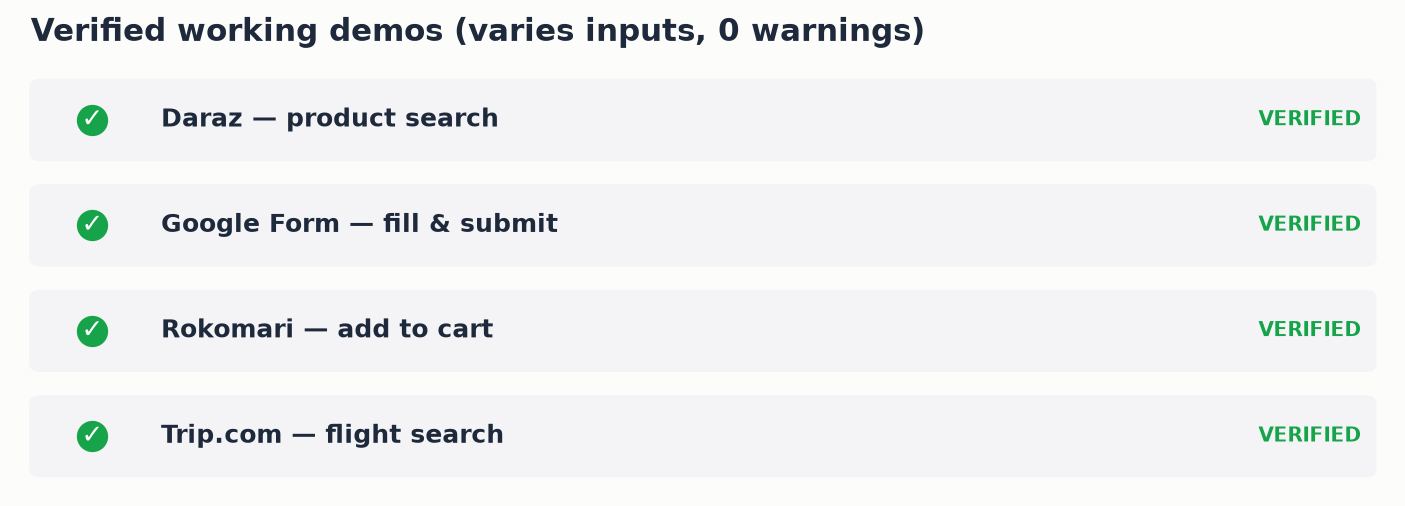 Verified working demos (varies inputs, 0 warnings)
✓ Daraz — product search VERIFIED
✓ Google Form — fill & submit VERIFIED
✓ Rokomari — add to cart VERIFIED
✓ Trip.com — flight search VERIFIED